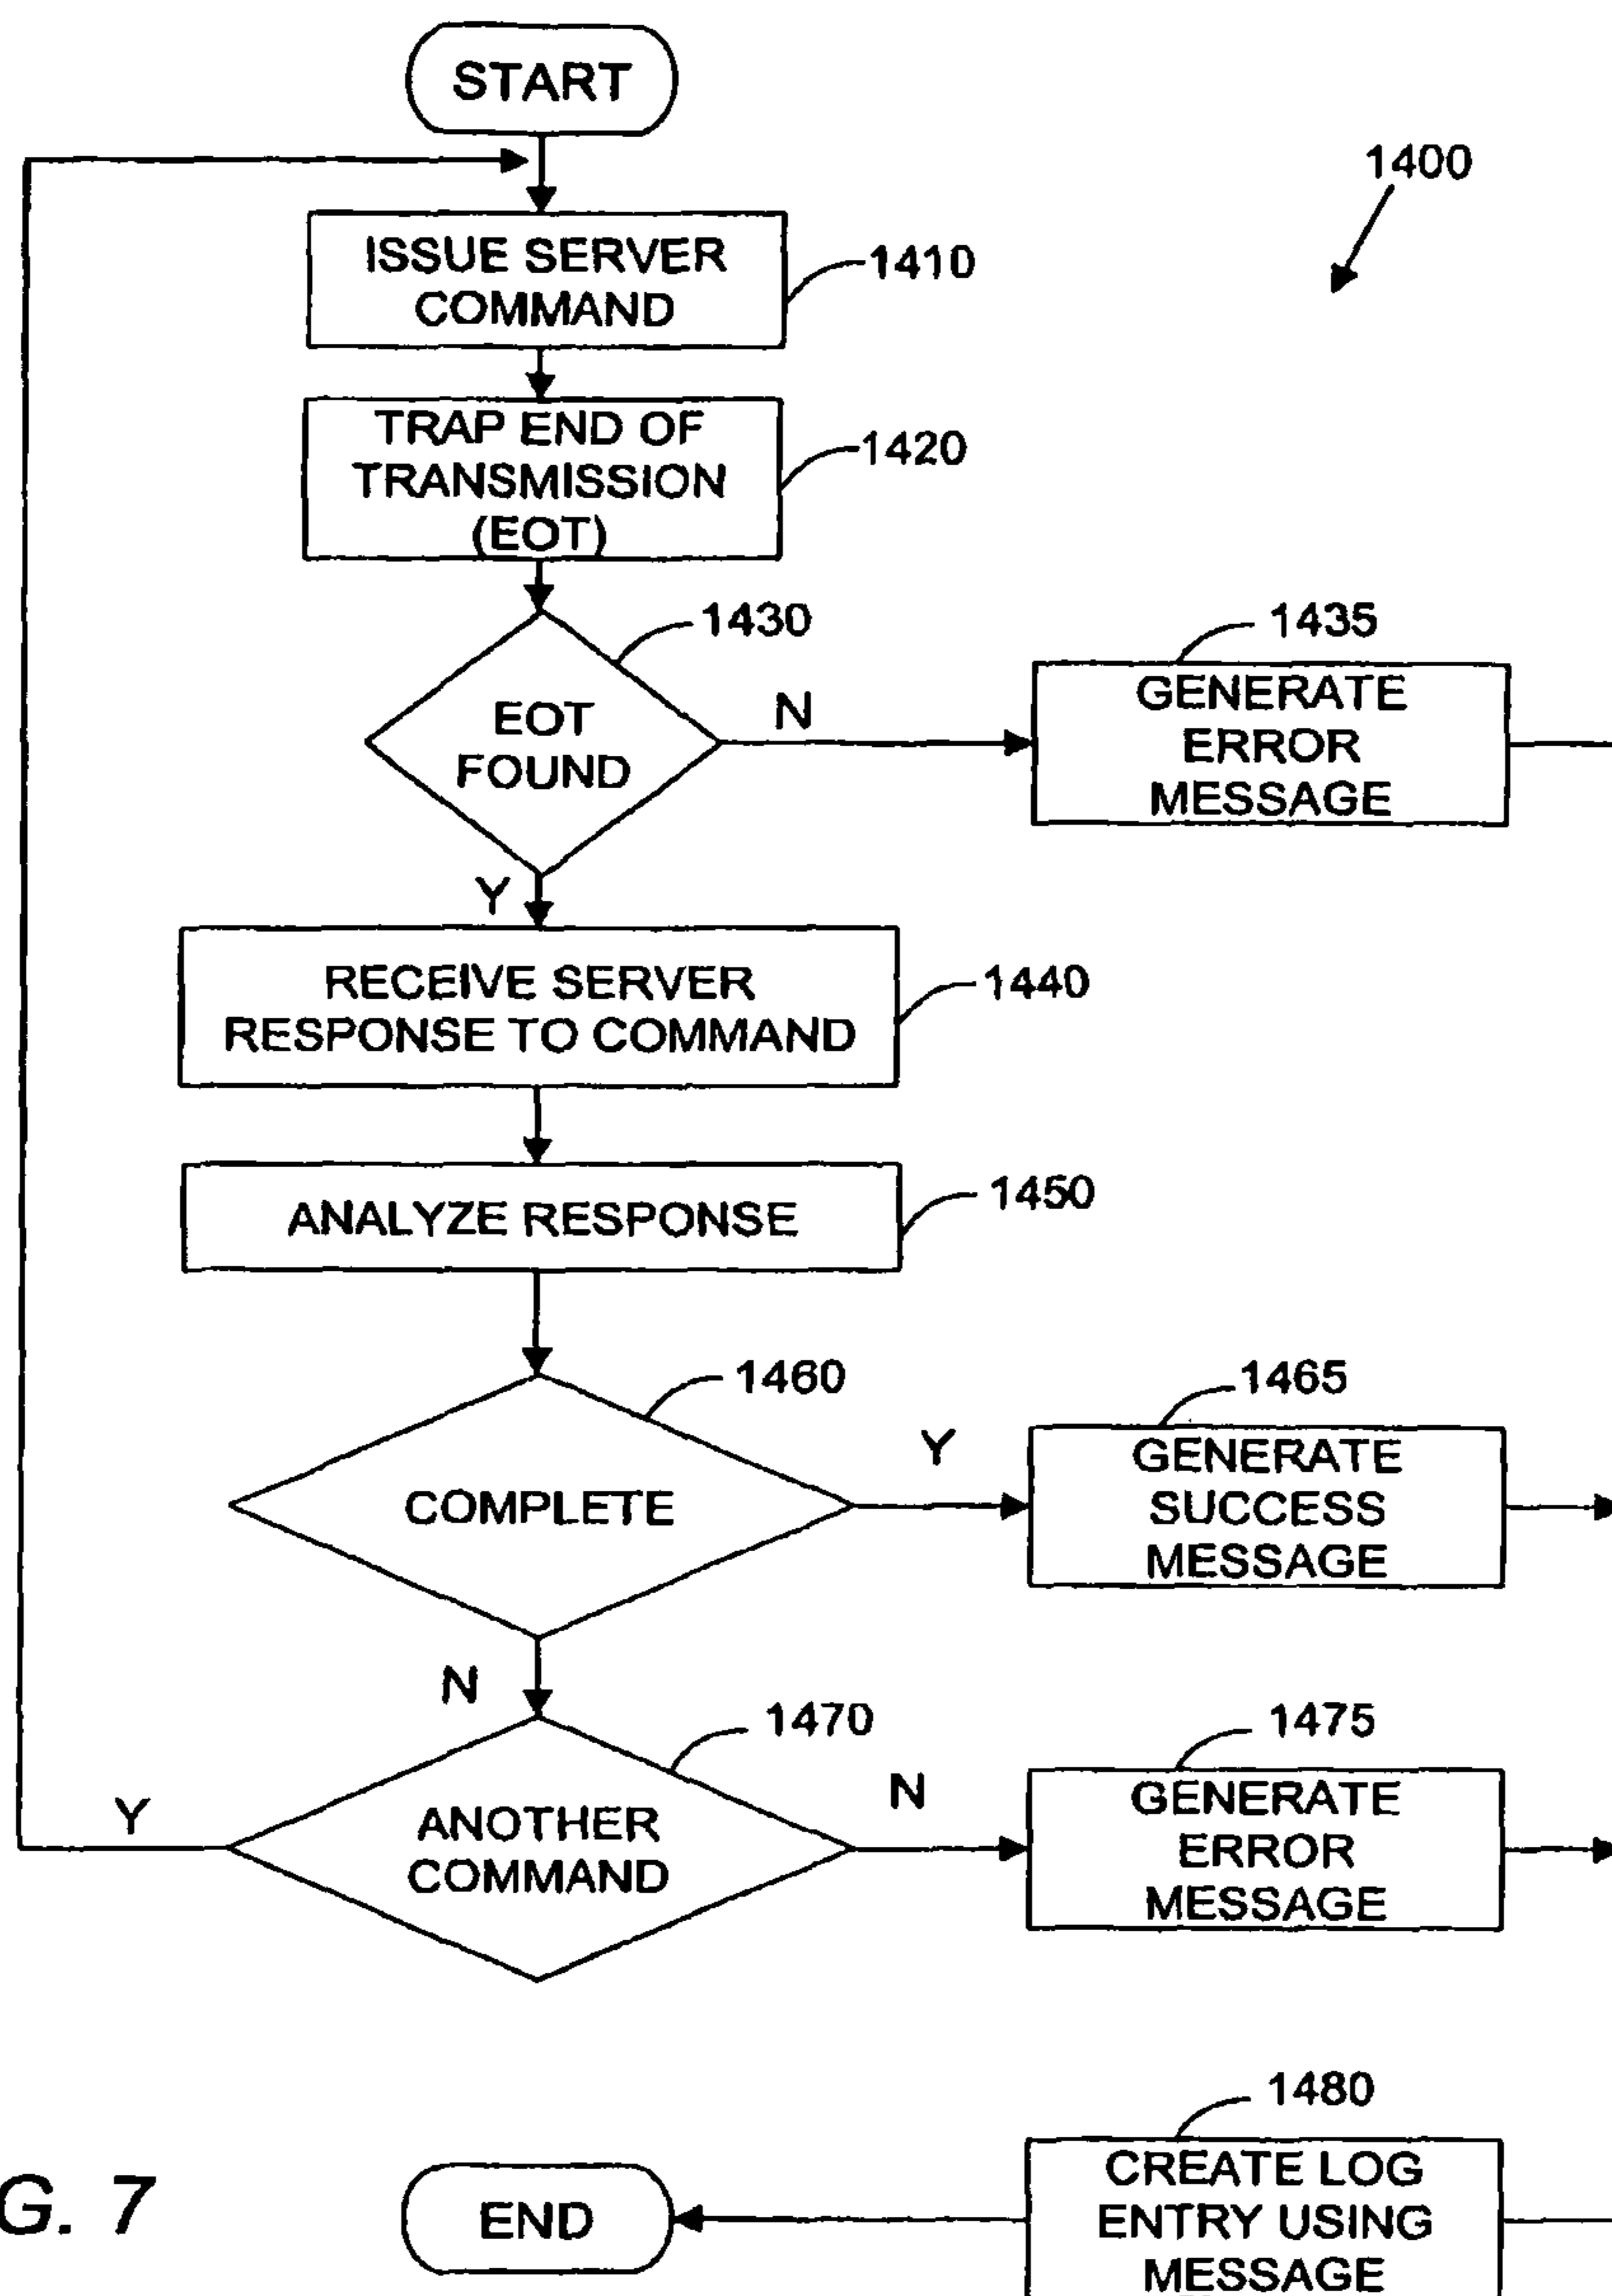 START
1400
ISSUE SERVER
COMMAND
1410
TRAP END OF
TRANSMISSION
(EOT)
1420
1430
EOT
FOUND
N
1435
GENERATE
ERROR
MESSAGE
Y
RECEIVE SERVER
RESPONSE TO COMMAND
1440
ANALYZE RESPONSE
1450
1460
COMPLETE
Y
1465
GENERATE
SUCCESS
MESSAGE
N
1470
ANOTHER
COMMAND
Y
N
1475
GENERATE
ERROR
MESSAGE
1480
CREATE LOG
ENTRY USING
MESSAGE
END
G. 7